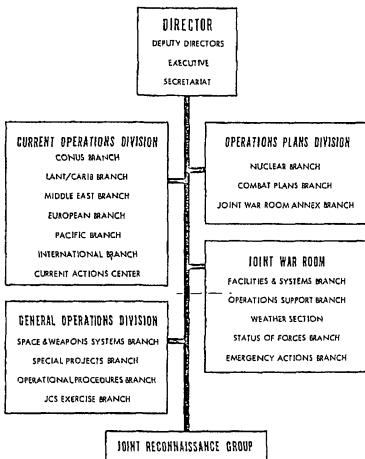 DIRECTOR
DEPUTY DIRECTORS
EXECUTIVE
SECRETARIAT
CURRENT OPERATIONS DIVISION
CONUS BRANCH
LANT/CARIB BRANCH
MIDDLE EAST BRANCH
EUROPEAN BRANCH
PACIFIC BRANCH
INTERNATIONAL BRANCH
CURRENT ACTIONS CENTER
OPERATIONS PLANS DIVISION
NUCLEAR BRANCH
COMBAT PLANS BRANCH
JOINT WAR ROOM ANNEX BRANCH
JOINT WAR ROOM
FACILITIES & SYSTEMS BRANCH
OPERATIONS SUPPORT BRANCH
WEATHER SECTION
STATUS OF FORCES BRANCH
EMERGENCY ACTIONS BRANCH
GENERAL OPERATIONS DIVISION
SPACE & WEAPONS SYSTEMS BRANCH
SPECIAL PROJECTS BRANCH
OPERATIONAL PROCEDURES BRANCH
JCS EXERCISE BRANCH
JOINT RECONNAISSANCE GROUP